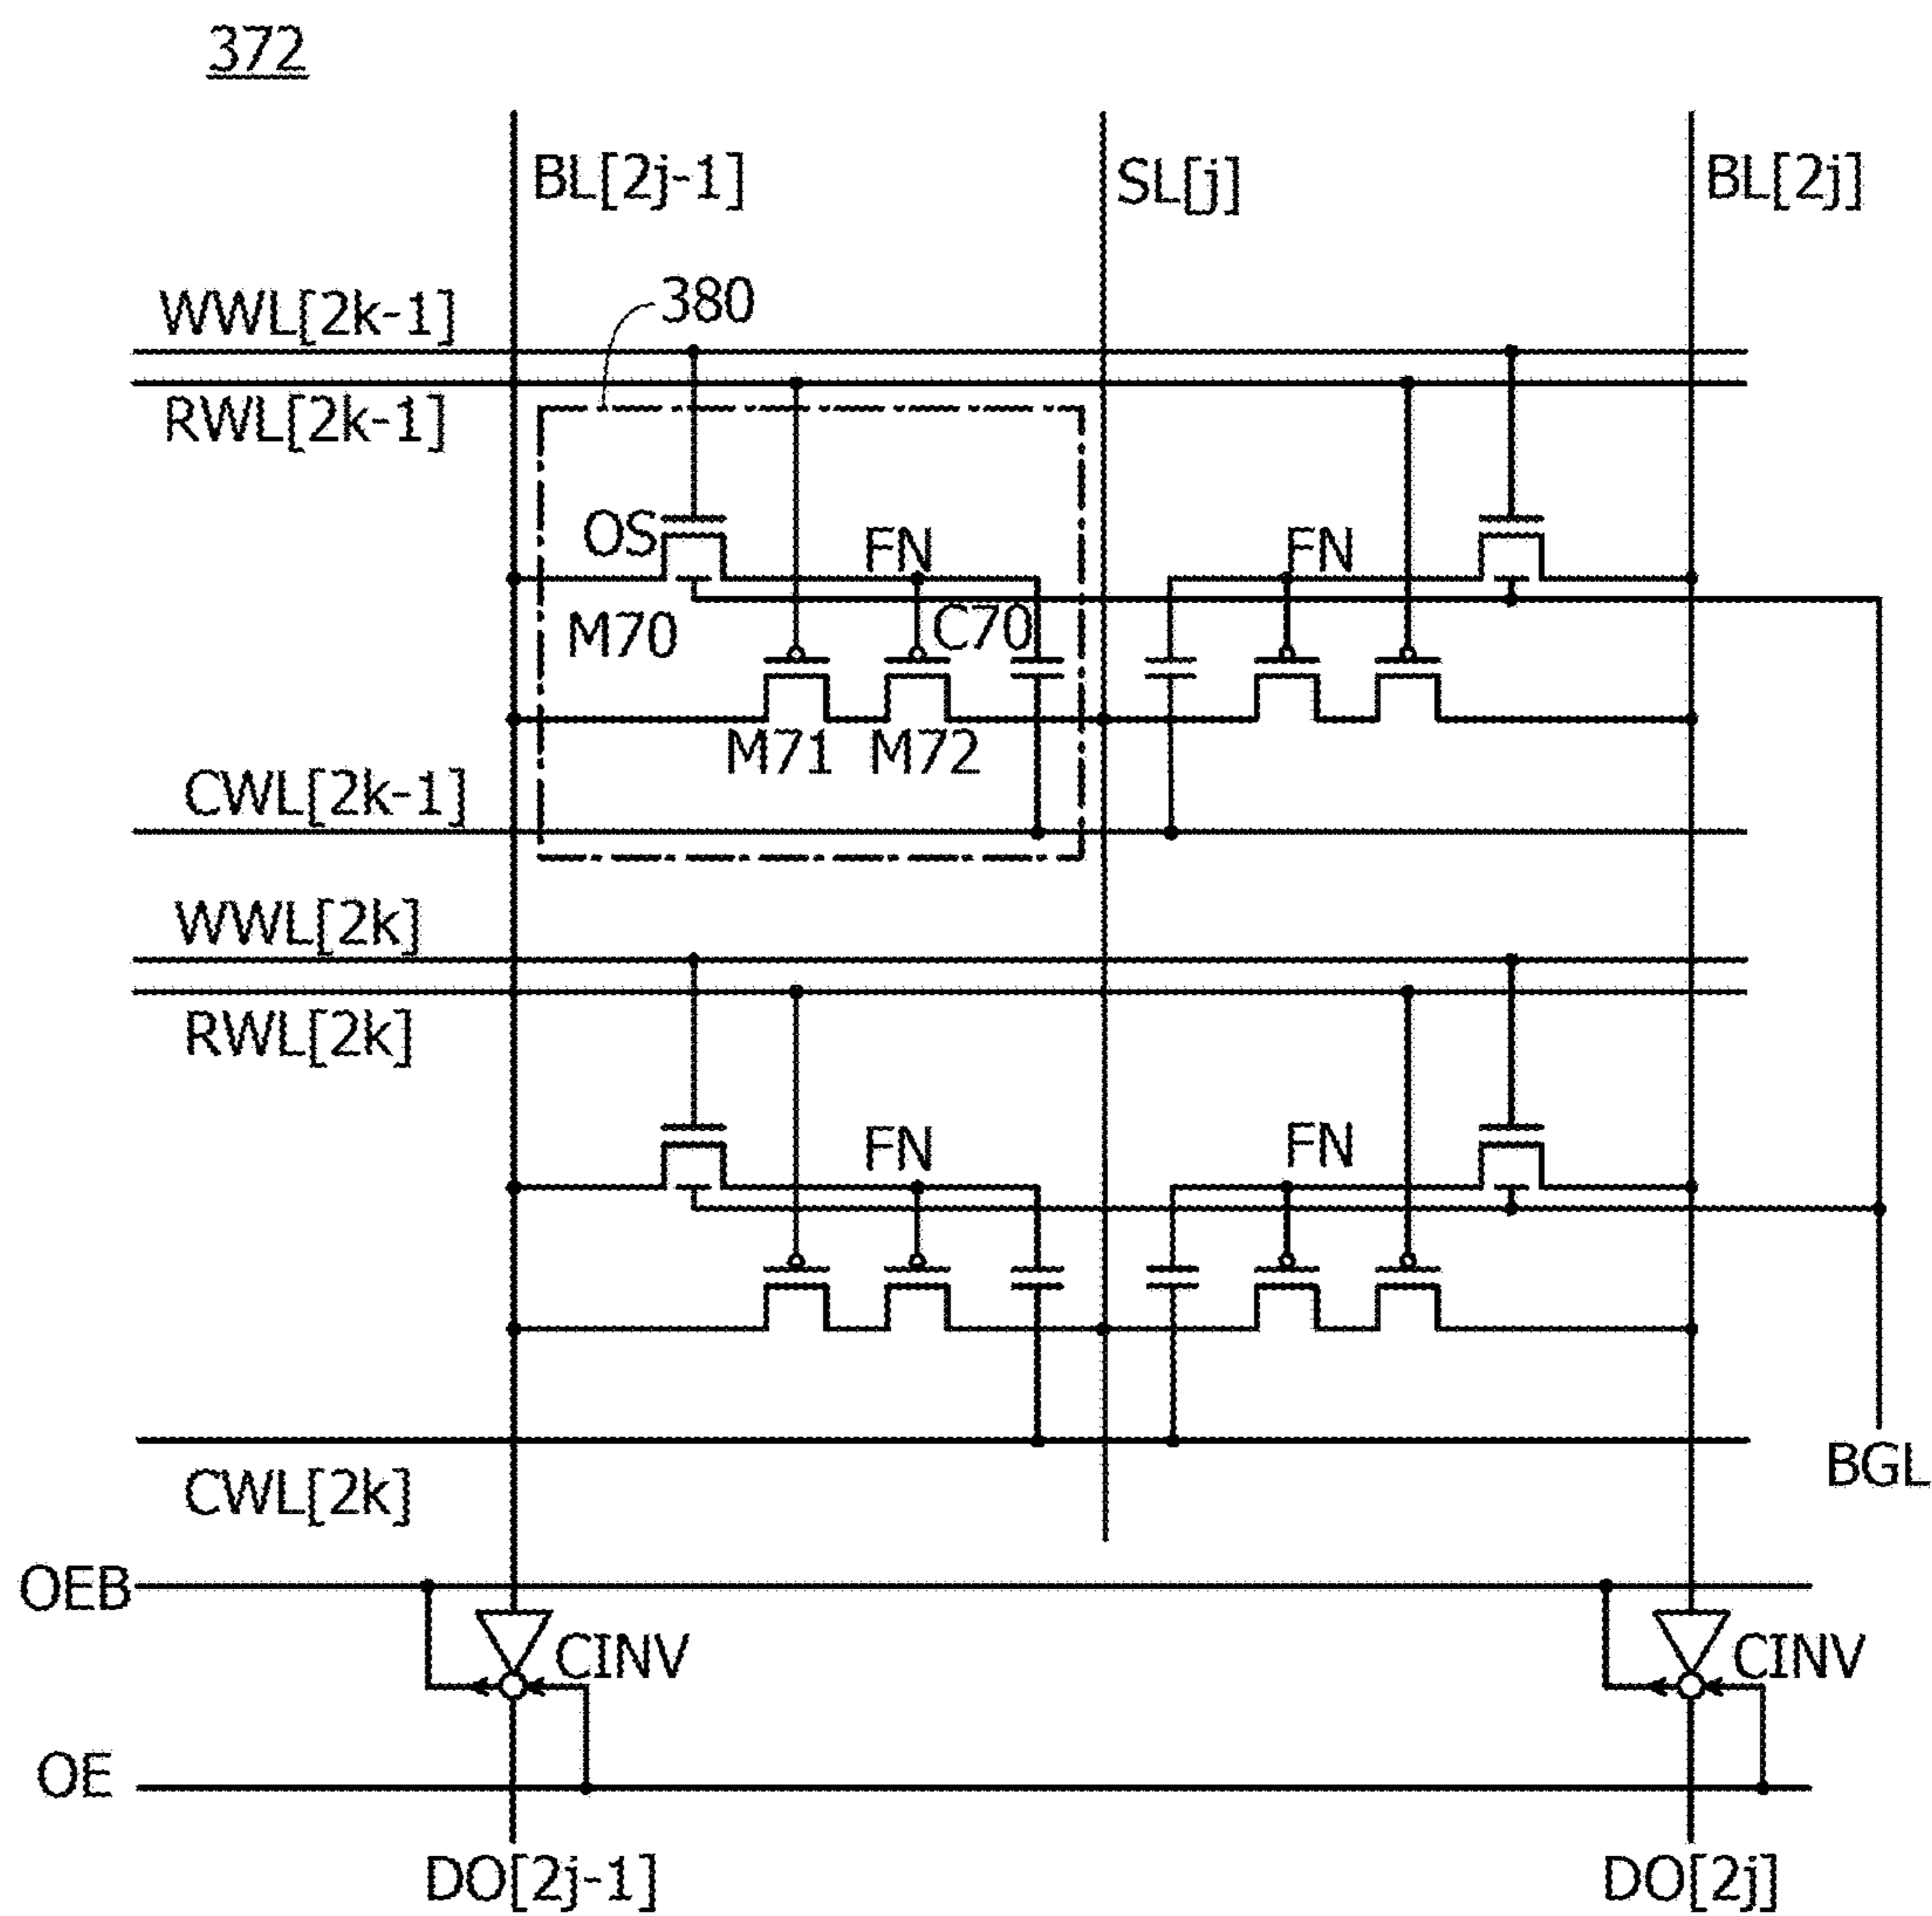 372
BL[2j-1]
SL[j]
BL[2j]
WWL[2k-1]
380
RWL[2k-1]
OS
FN
FN
M70
C70
M71
M72
CWL[2k-1]
WWL[2k]
RWL[2k]
FN
FN
CWL[2k]
BGL
OEB
CINV
CINV
OE
DO[2j-1]
DO[2j]